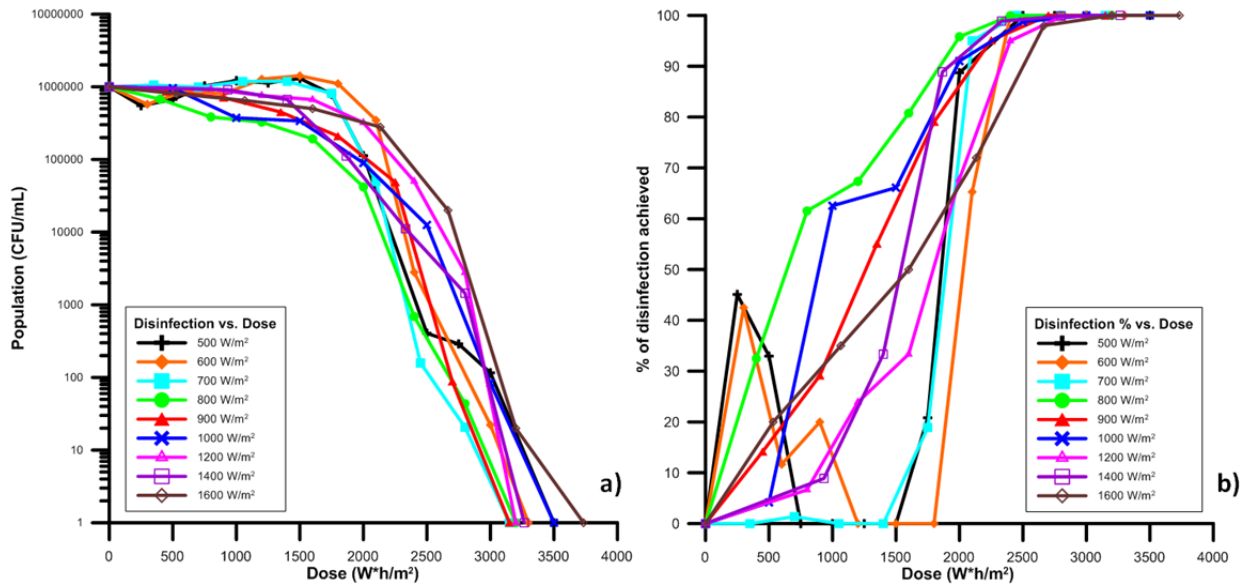 10000000
1000000
100000
10000
1000
100
10
1
Population (CFU/mL)
0 500 1000 1500 2000 2500 3000 3500 4000
Dose (W*h/m²)
Disinfection vs. Dose
500 W/m²
600 W/m²
700 W/m²
800 W/m²
900 W/m²
1000 W/m²
1200 W/m²
1400 W/m²
1600 W/m²
a)
100
90
80
70
60
50
40
30
20
10
0
% of disinfection achieved
0 500 1000 1500 2000 2500 3000 3500 4000
Dose (W*h/m²)
Disinfection % vs. Dose
500 W/m²
600 W/m²
700 W/m²
800 W/m²
900 W/m²
1000 W/m²
1200 W/m²
1400 W/m²
1600 W/m²
b)